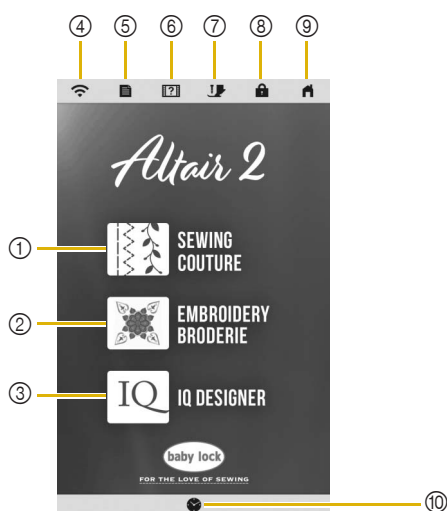 ④ ⑤ ⑥ ⑦ ⑧ ⑨
?
Altair 2
① SEWING
COUTURE
② EMBROIDERY
BRODERIE
③ IQ IQ DESIGNER
baby lock
FOR THE LOVE OF SEWING
⑩